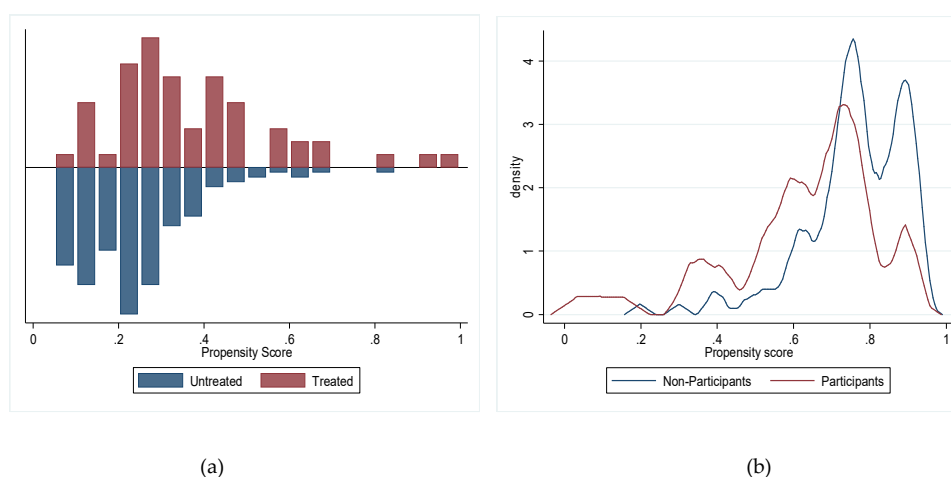 0 .2 .4 .6 .8 1
Propensity Score
Untreated Treated
density
4
3
2
1
0
0 .2 .4 .6 .8 1
Propensity score
Non-Participants Participants
(a) (b)